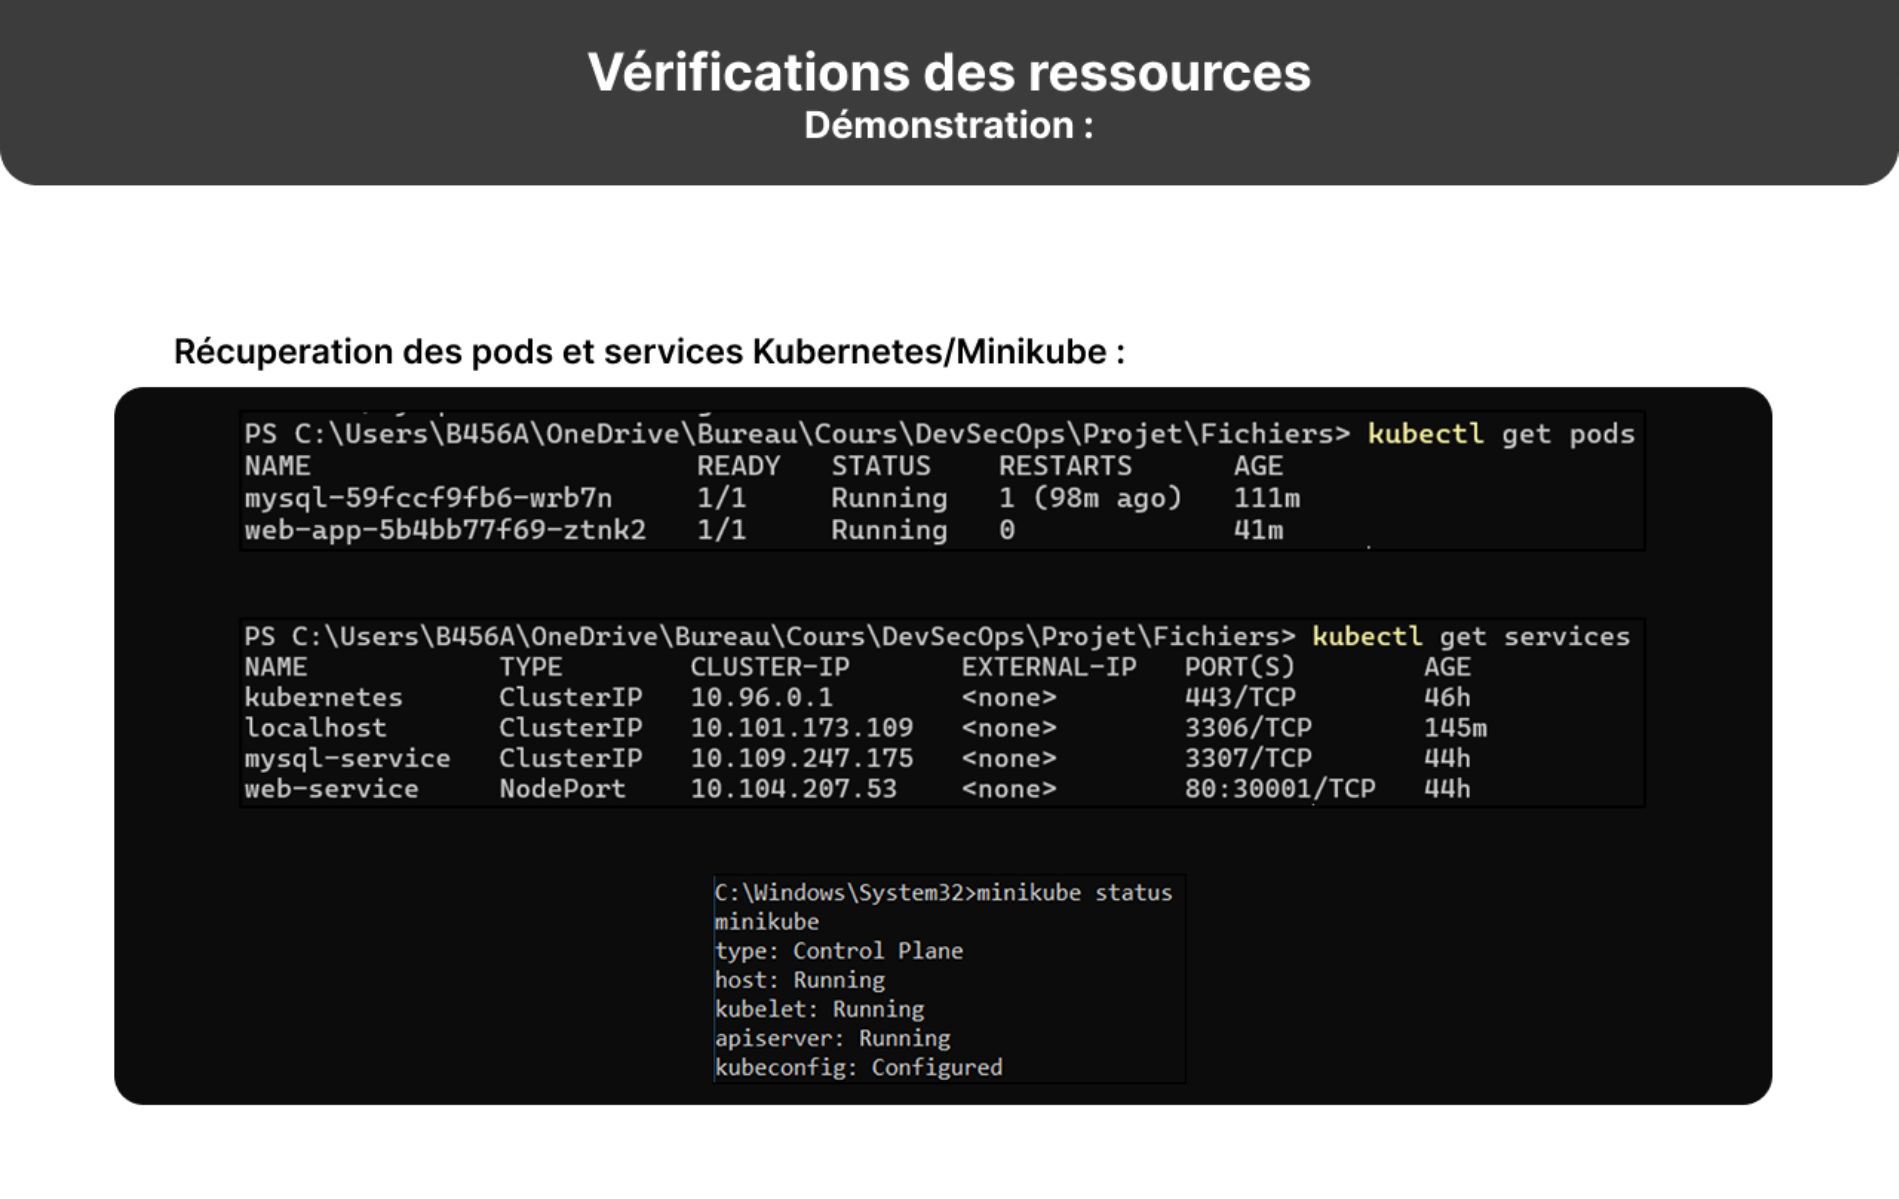 Vérifications des ressources
Démonstration :
Récuperation des pods et services Kubernetes/Minikube :
PS C:\Users\B456A\OneDrive\Bureau\Cours\DevSecOps\Projet\Fichiers> kubectl get pods
NAME READY STATUS RESTARTS AGE
mysql-59fccf9fb6-wrb7n 1/1 Running 1 (98m ago) 111m
web-app-5b4bb77f69-ztnk2 1/1 Running 0 41m
PS C:\Users\B456A\OneDrive\Bureau\Cours\DevSecOps\Projet\Fichiers> kubectl get services
NAME TYPE CLUSTER-IP EXTERNAL-IP PORT(S) AGE
kubernetes ClusterIP 10.96.0.1 <none> 443/TCP 46h
localhost ClusterIP 10.101.173.109 <none> 3306/TCP 145m
mysql-service ClusterIP 10.109.247.175 <none> 3307/TCP 44h
web-service NodePort 10.104.207.53 <none> 80:30001/TCP 44h
C:\Windows\System32>minikube status
minikube
type: Control Plane
host: Running
kubelet: Running
apiserver: Running
kubeconfig: Configured